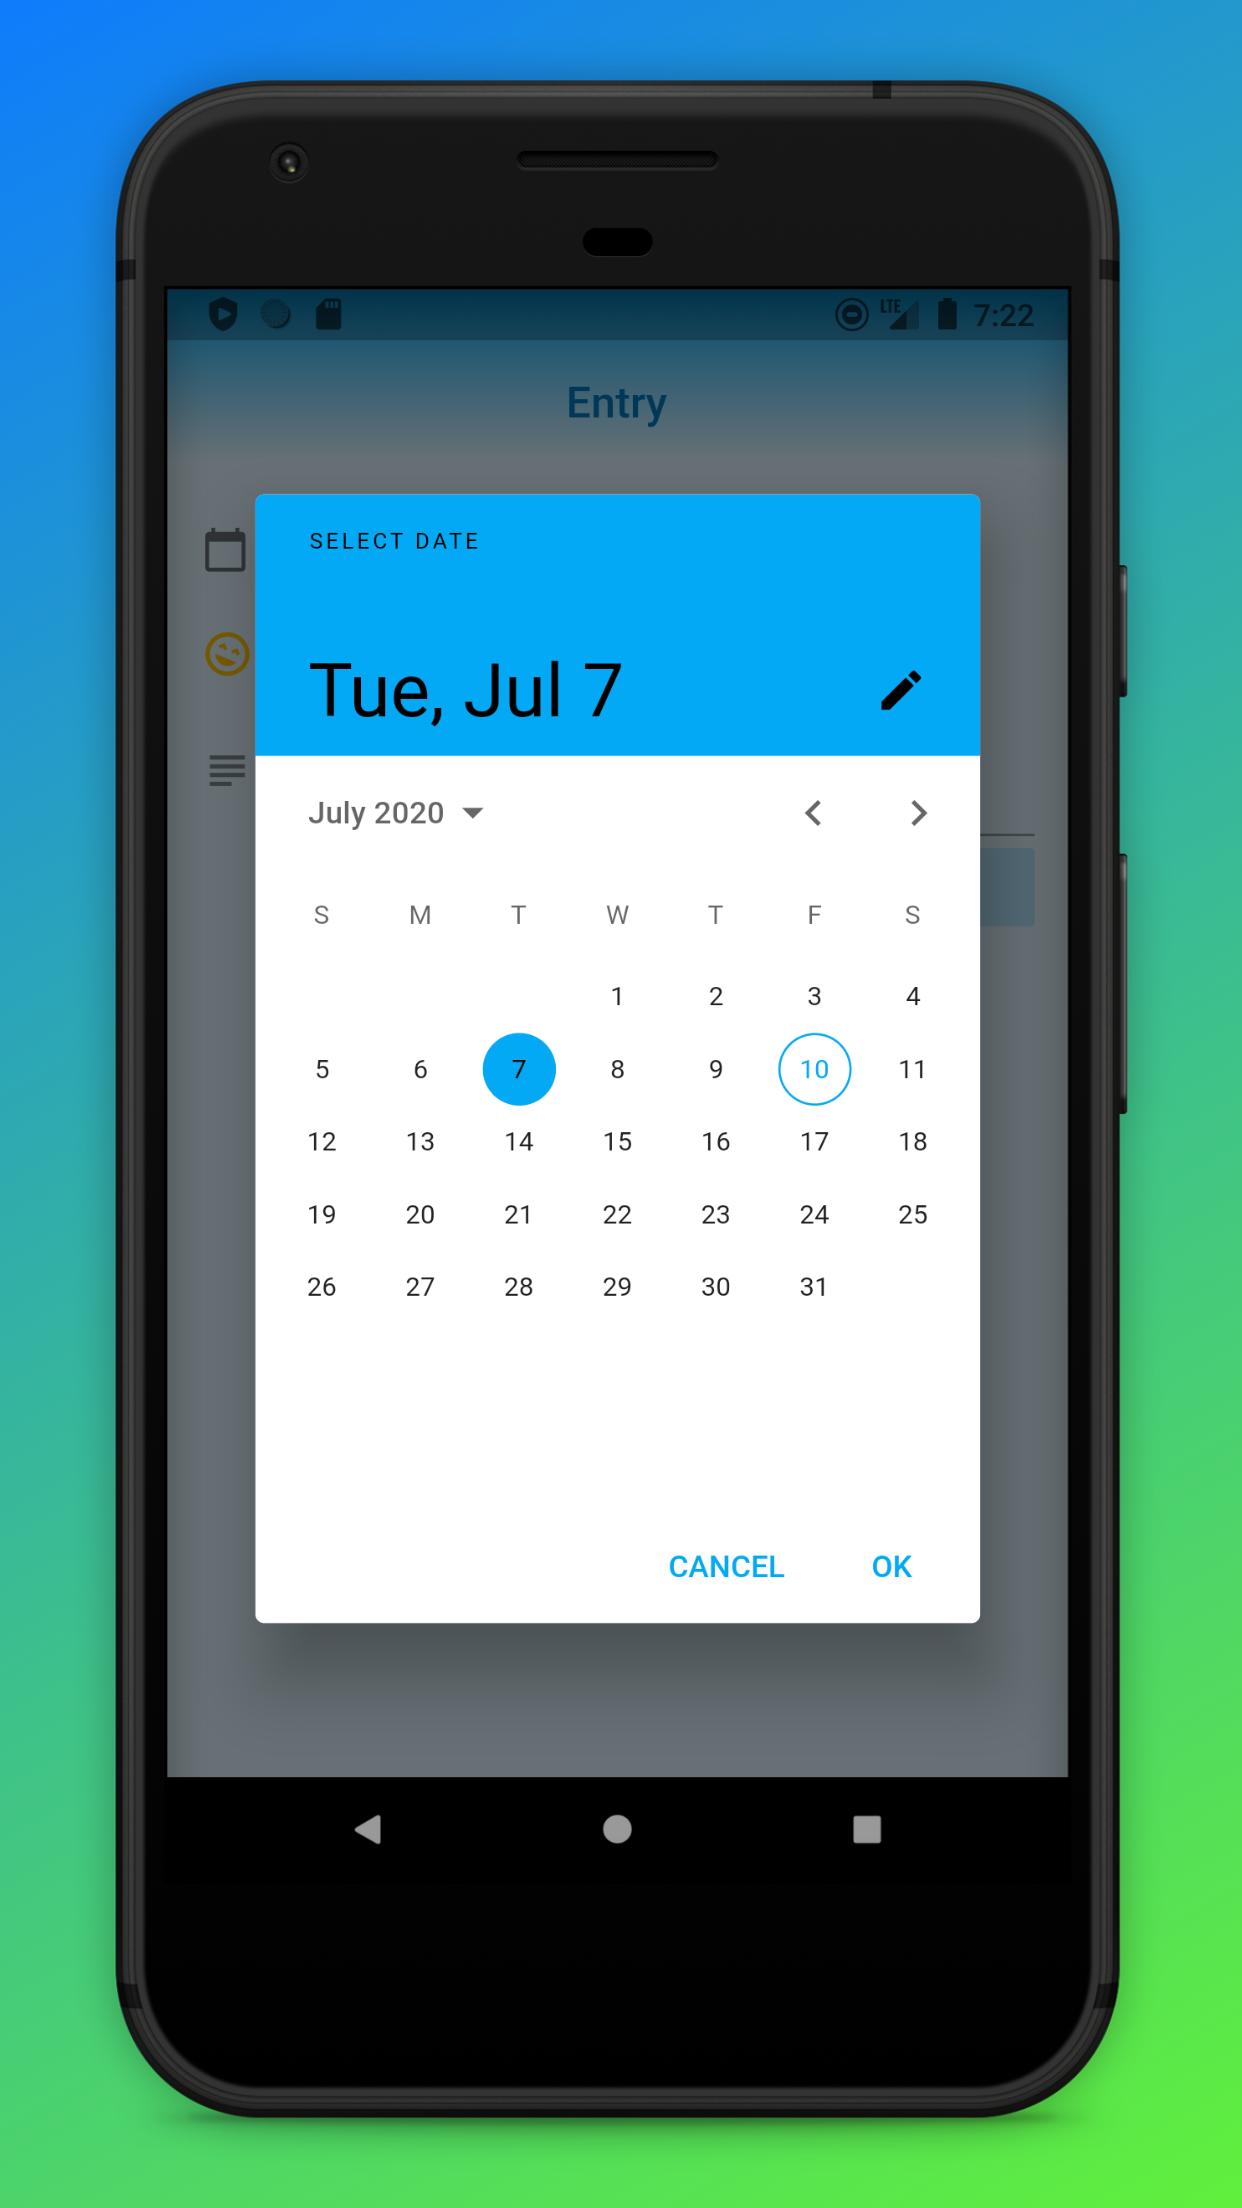 LTE 7:22
Entry
SELECT DATE
Tue, Jul 7
July 2020
S M T W T F S
1 2 3 4
5 6 7 8 9 10 11
12 13 14 15 16 17 18
19 20 21 22 23 24 25
26 27 28 29 30 31
CANCEL OK